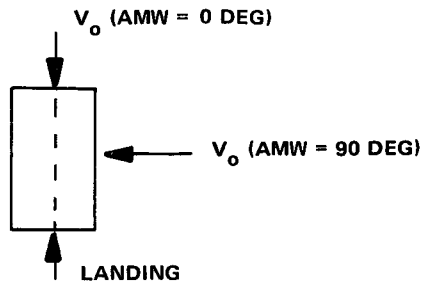 V₀ (AMW = 0 DEG)
V₀ (AMW = 90 DEG)
LANDING